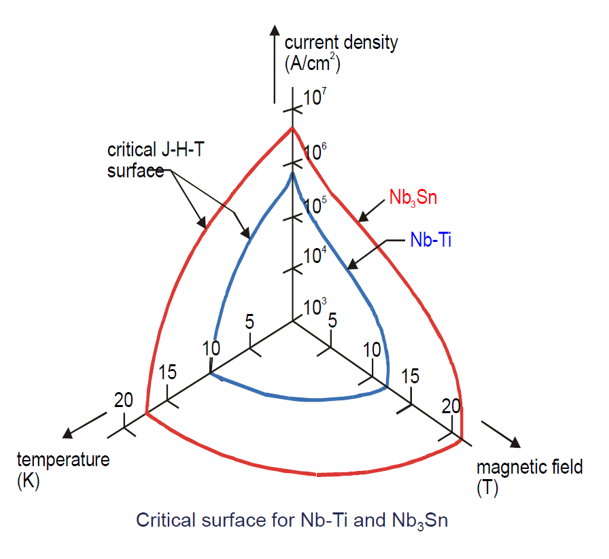 current density
(A/cm²)
10⁷
critical J-H-T
surface
10⁶
Nb₃Sn
10⁵
Nb-Ti
10⁴
10³
5
5
10
10
15
15
20
20
temperature
(K)
magnetic field
(T)
Critical surface for Nb-Ti and Nb₃Sn